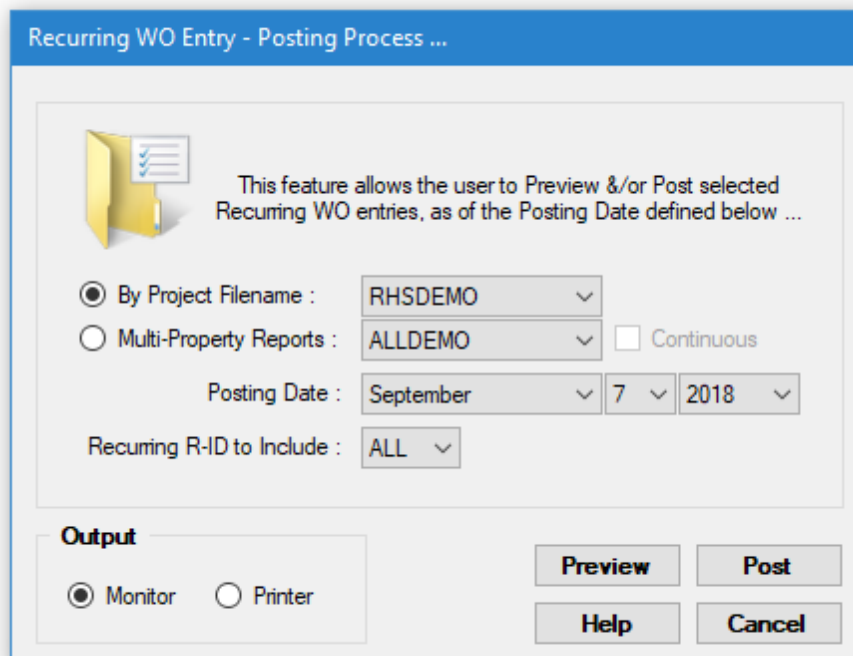 Recurring WO Entry - Posting Process ...
This feature allows the user to Preview &/or Post selected
Recurring WO entries, as of the Posting Date defined below ...
By Project Filename : RHSDEMO
Multi-Property Reports : ALLDEMO Continuous
Posting Date : September 7 2018
Recurring R-ID to Include : ALL
Output
Monitor Printer
Preview Post
Help Cancel